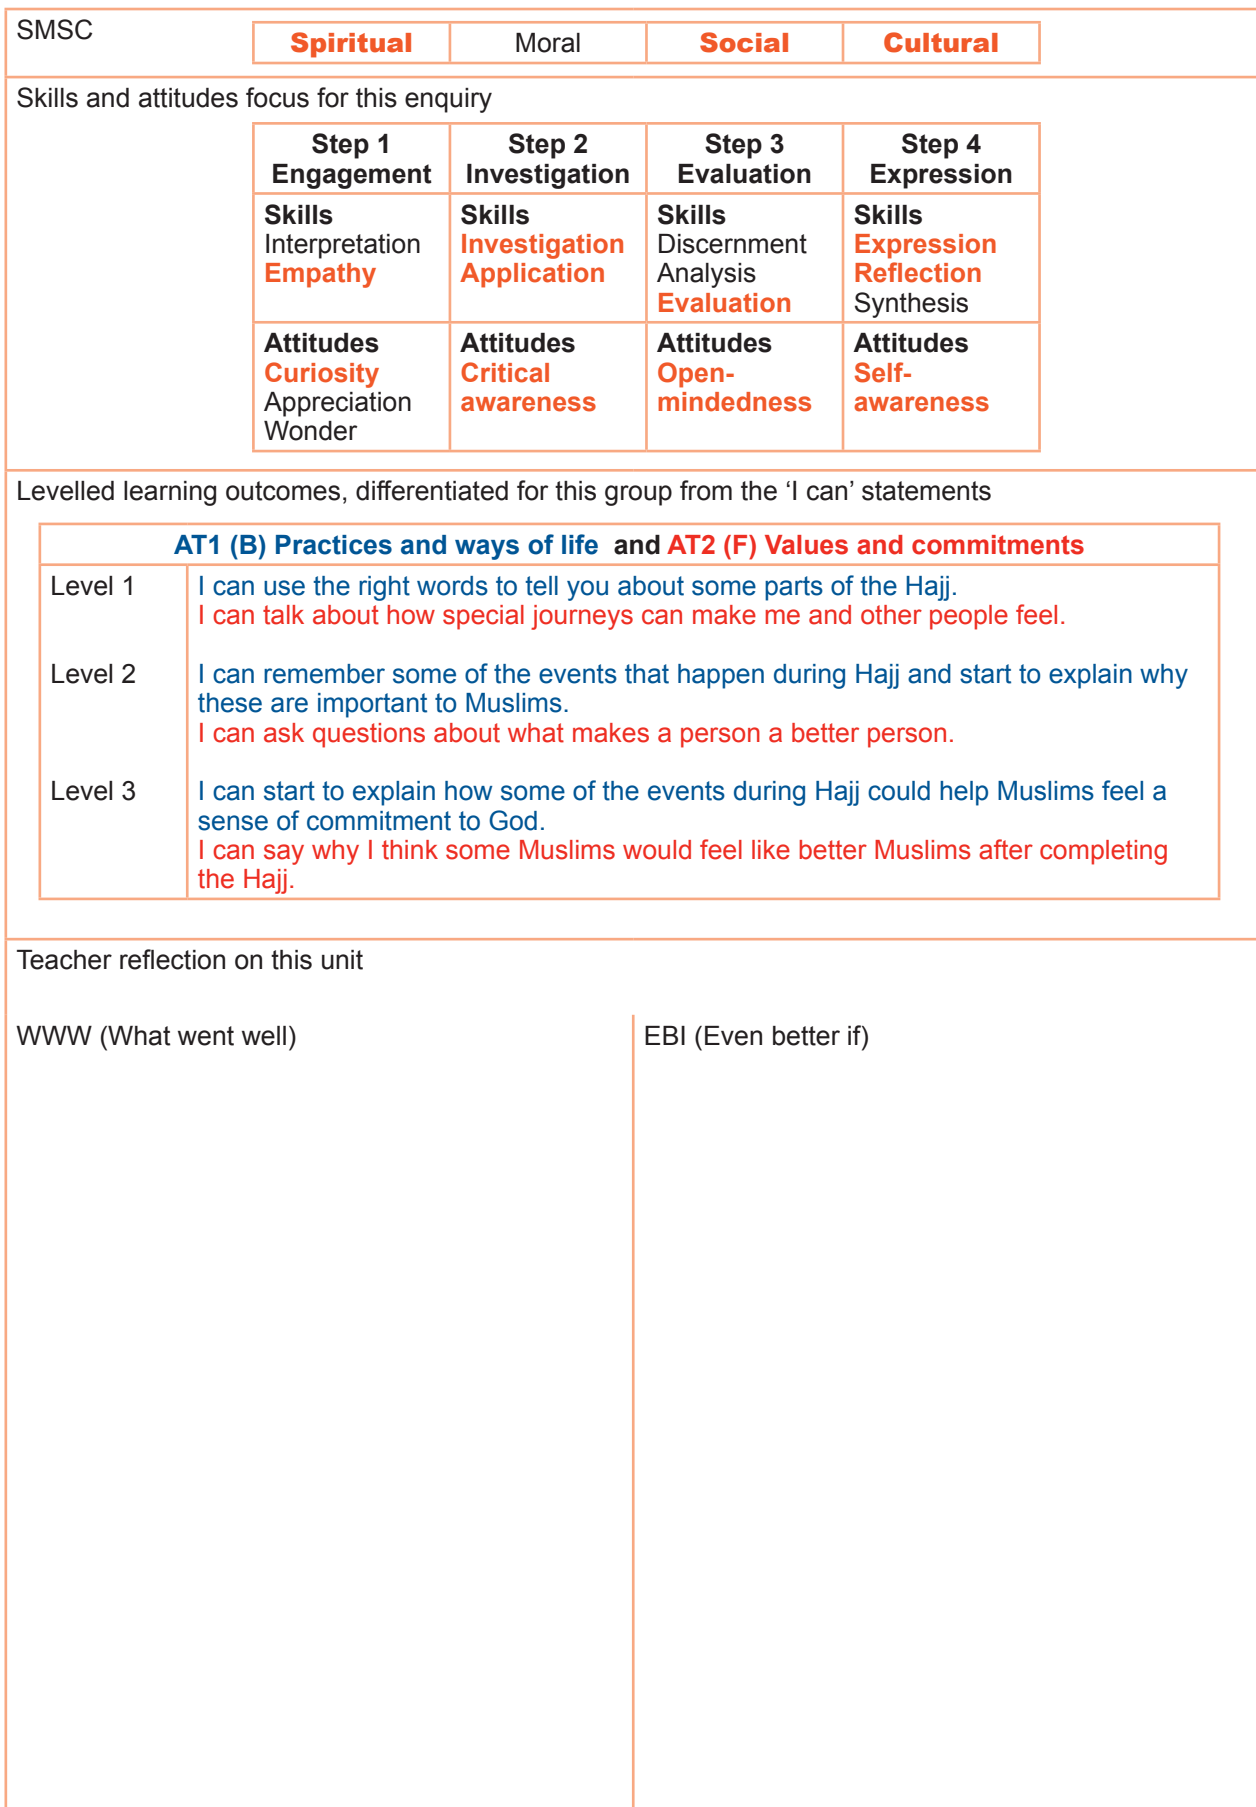 SMSC
Spiritual Moral Social Cultural
Skills and attitudes focus for this enquiry
Step 1 Step 2 Step 3 Step 4
Engagement Investigation Evaluation Expression
Skills Skills Skills Skills
Interpretation Investigation Discernment Expression
Empathy Application Analysis Reflection
Evaluation Synthesis
Attitudes Attitudes Attitudes Attitudes
Curiosity Critical Open- Self-
Appreciation awareness mindedness awareness
Wonder
Levelled learning outcomes, differentiated for this group from the ‘I can’ statements
AT1 (B) Practices and ways of life and AT2 (F) Values and commitments
Level 1 I can use the right words to tell you about some parts of the Hajj.
I can talk about how special journeys can make me and other people feel.
Level 2 I can remember some of the events that happen during Hajj and start to explain why
these are important to Muslims.
I can ask questions about what makes a person a better person.
Level 3 I can start to explain how some of the events during Hajj could help Muslims feel a
sense of commitment to God.
I can say why I think some Muslims would feel like better Muslims after completing
the Hajj.
Teacher reflection on this unit
WWW (What went well) EBI (Even better if)